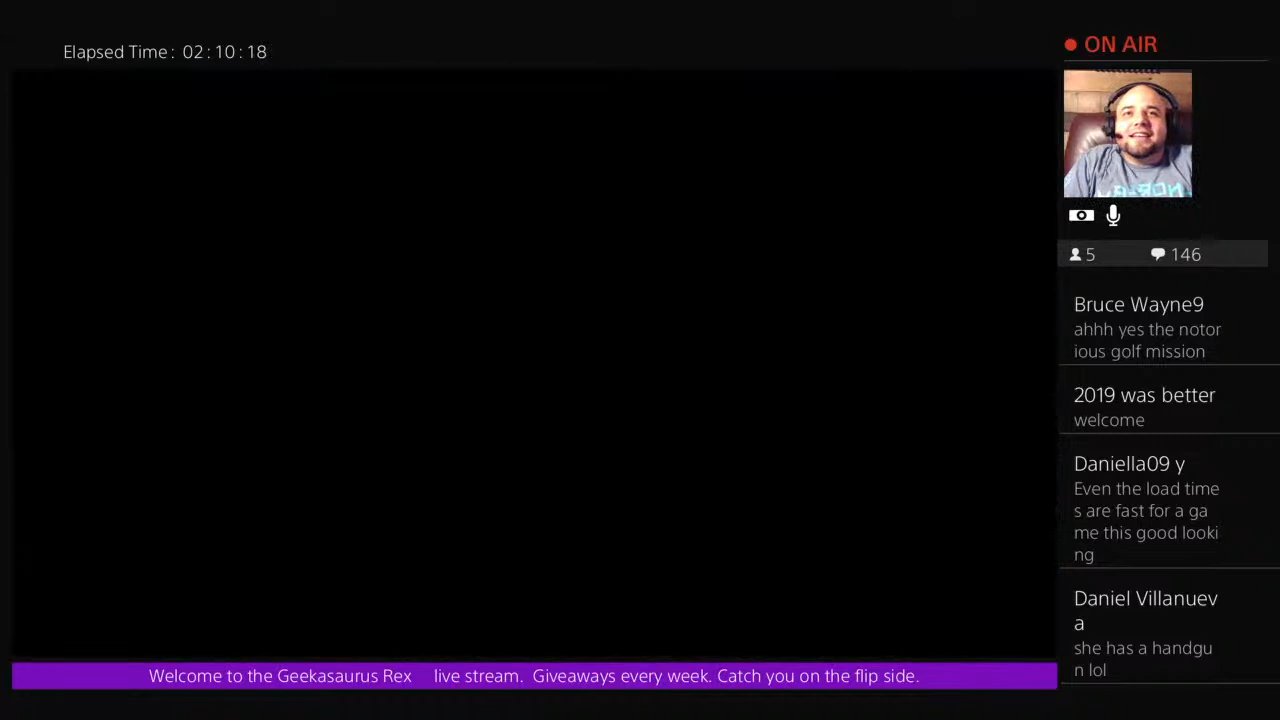 Elapsed Time: 02:10:18
ON AIR
5 146
Bruce Wayne9
ahhh yes the notor
ious golf mission
2019 was better
welcome
Daniella09 y
Even the load time
s are fast for a ga
me this good looki
ng
Daniel Villanuev
a
she has a handgu
n lol
Welcome to the Geekasaurus Rex live stream. Giveaways every week. Catch you on the flip side.